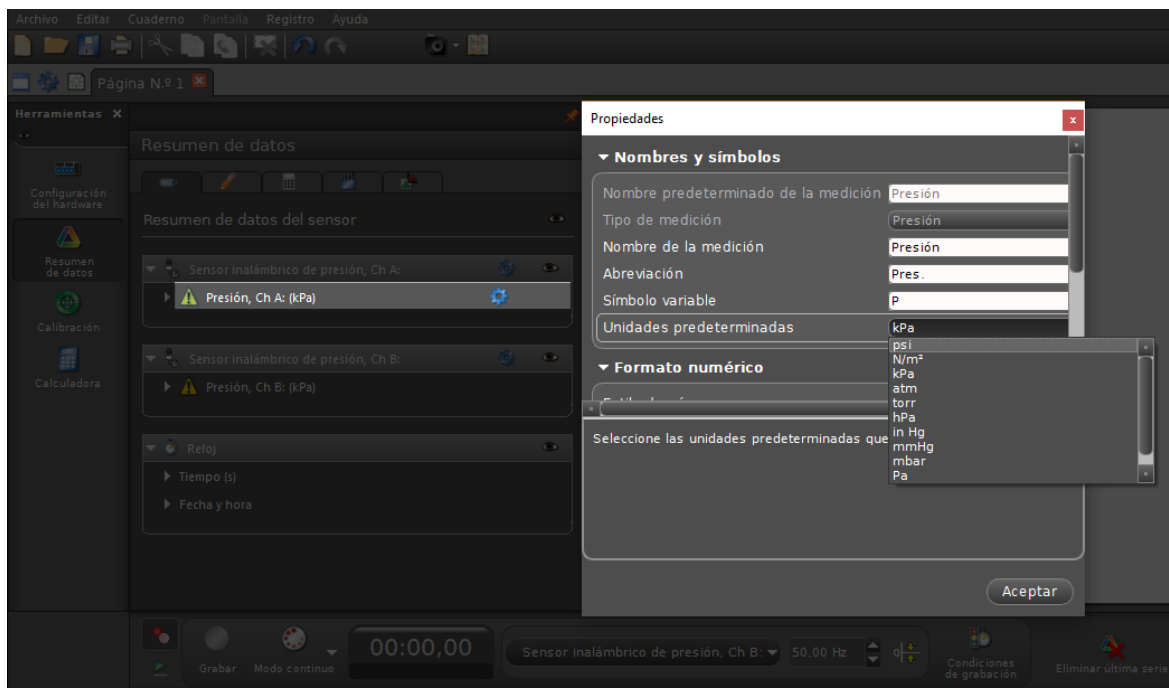 Archivo Editar Cuaderno Pantalla Registro Ayuda
Página N.º 1
Herramientas
Configuración
del hardware
Resumen
de datos
Calibración
Calculadora
Resumen de datos
Resumen de datos del sensor
Sensor inalámbrico de presión, Ch A:
Presión, Ch A: (kPa)
Sensor inalámbrico de presión, Ch B:
Presión, Ch B: (kPa)
Reloj
Tiempo (s)
Fecha y hora
Propiedades
Nombres y símbolos
Nombre predeterminado de la medición Presión
Tipo de medición Presión
Nombre de la medición Presión
Abreviación Pres.
Símbolo variable P
Unidades predeterminadas kPa
psi
N/m²
kPa
atm
torr
hPa
in Hg
mmHg
mbar
Pa
Formato numérico
Seleccione las unidades predeterminadas que
Aceptar
Grabar
Modo continuo
00:00,00
Sensor inalámbrico de presión, Ch B:
50,00 Hz
Condiciones
de grabación
Eliminar última serie